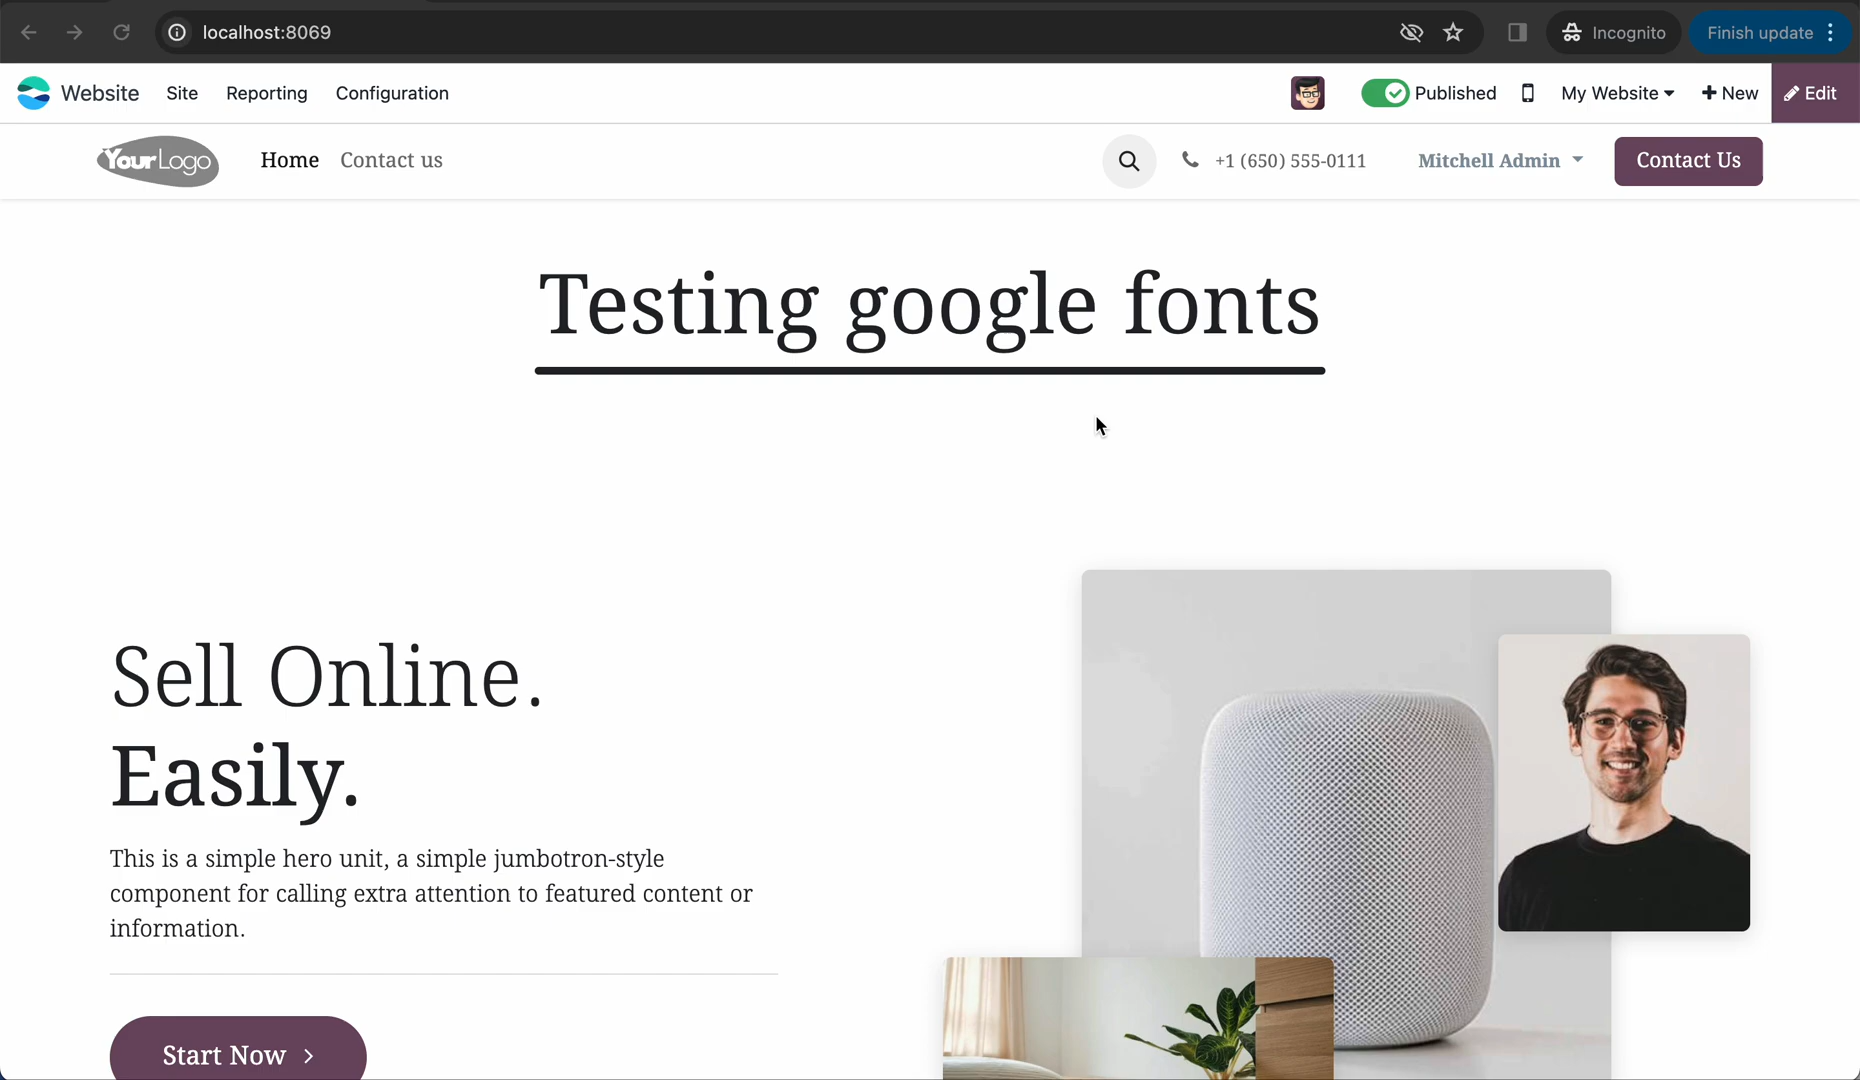 localhost:8069
Incognito
Finish update
Website
Site
Reporting
Configuration
Published
My Website
New
Edit
YourLogo
Home
Contact us
+1 (650) 555-0111
Mitchell Admin
Contact Us
Testing google fonts
Sell Online.
Easily.
This is a simple hero unit, a simple jumbotron-style
component for calling extra attention to featured content or
information.
Start Now